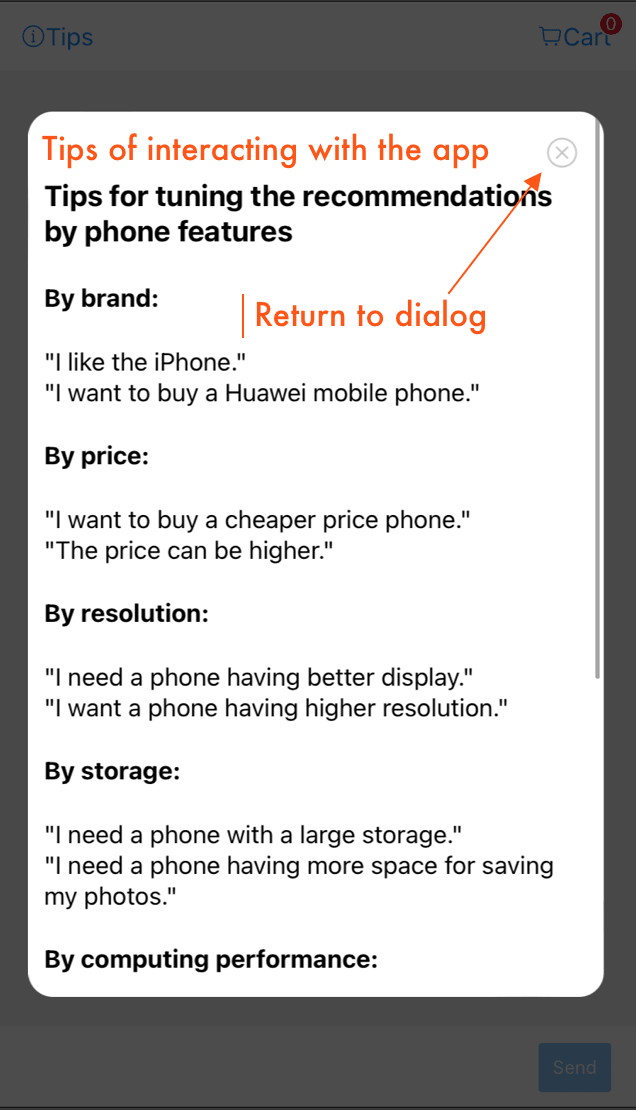 Tips
Cart
0
Tips of interacting with the app
Tips for tuning the recommendations
by phone features
By brand:
Return to dialog
"I like the iPhone."
"I want to buy a Huawei mobile phone."
By price:
"I want to buy a cheaper price phone."
"The price can be higher."
By resolution:
"I need a phone having better display."
"I want a phone having higher resolution."
By storage:
"I need a phone with a large storage."
"I need a phone having more space for saving
my photos."
By computing performance:
Send